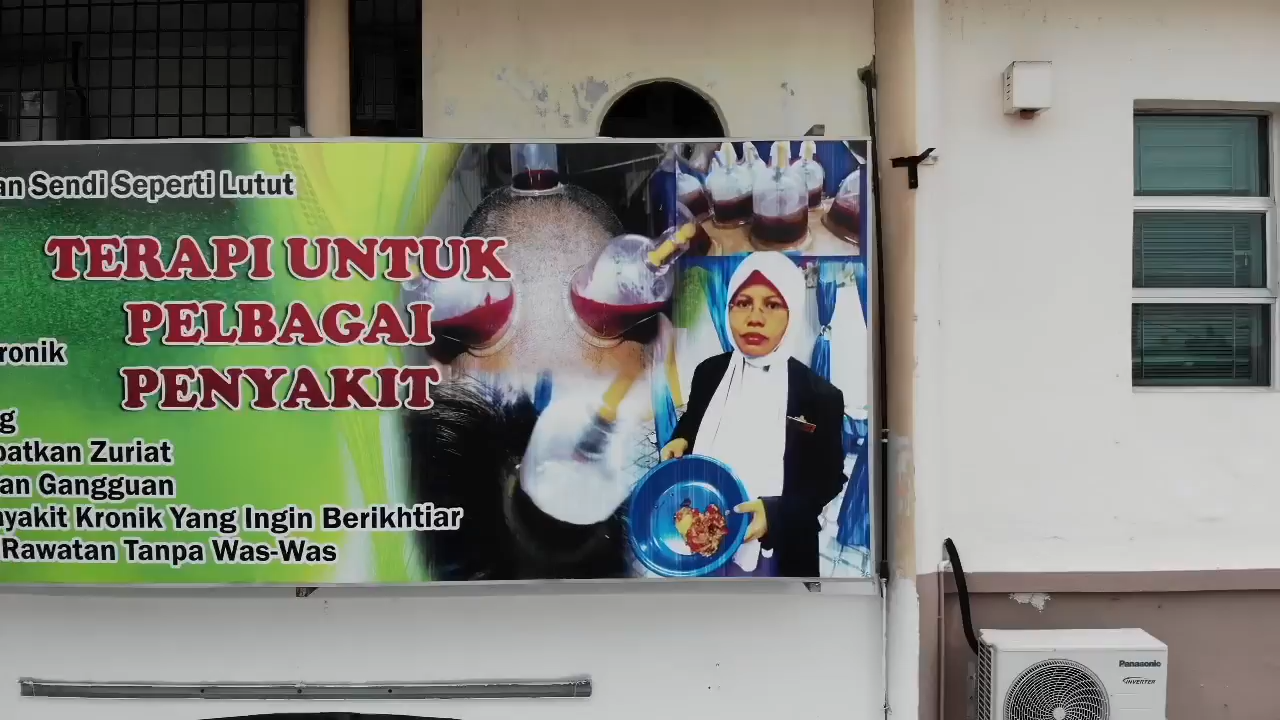 an Sendi Seperti Lutut
TERAPI UNTUK
PELBAGAI
PENYAKIT
ronik
g
patkan Zuriat
an Gangguan
nyakit Kronik Yang Ingin Berikhtiar
Rawatan Tanpa Was-Was
Panasonic
INVERTER